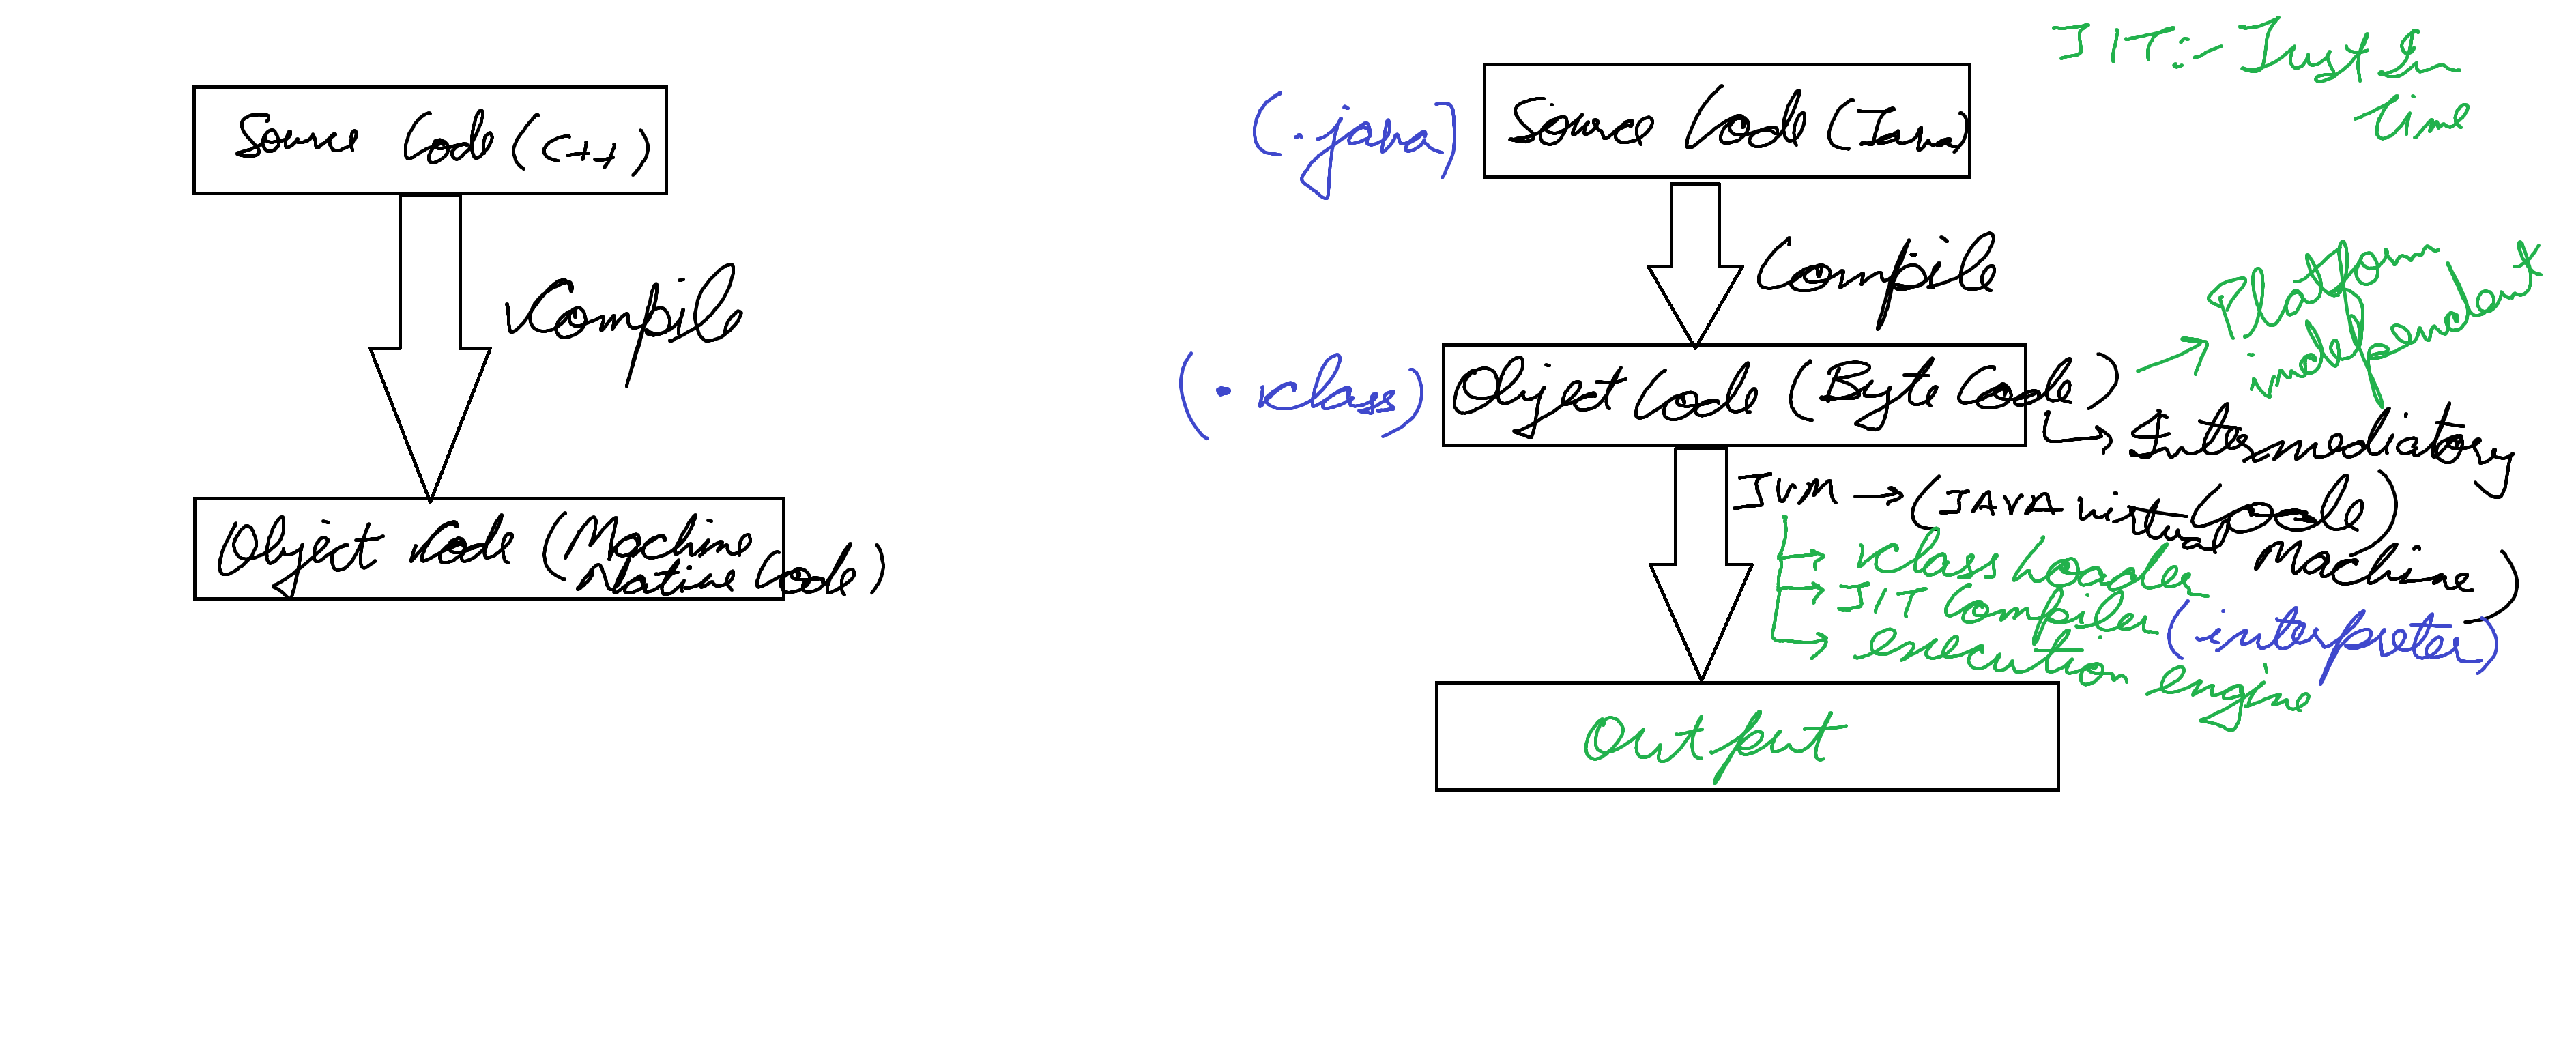 Source Code (C++)
Compile
Object Code (Machine
Native Code)
JIT:- Just In
time
(.java)
Source Code (Java)
Compile
(.class)
Object Code (Byte Code)
Platform
independent
Intermediatory
Code)
JVM → (JAVA virtual
Machine)
class Loader
JIT Compiler (interpreter)
execution engine
Output